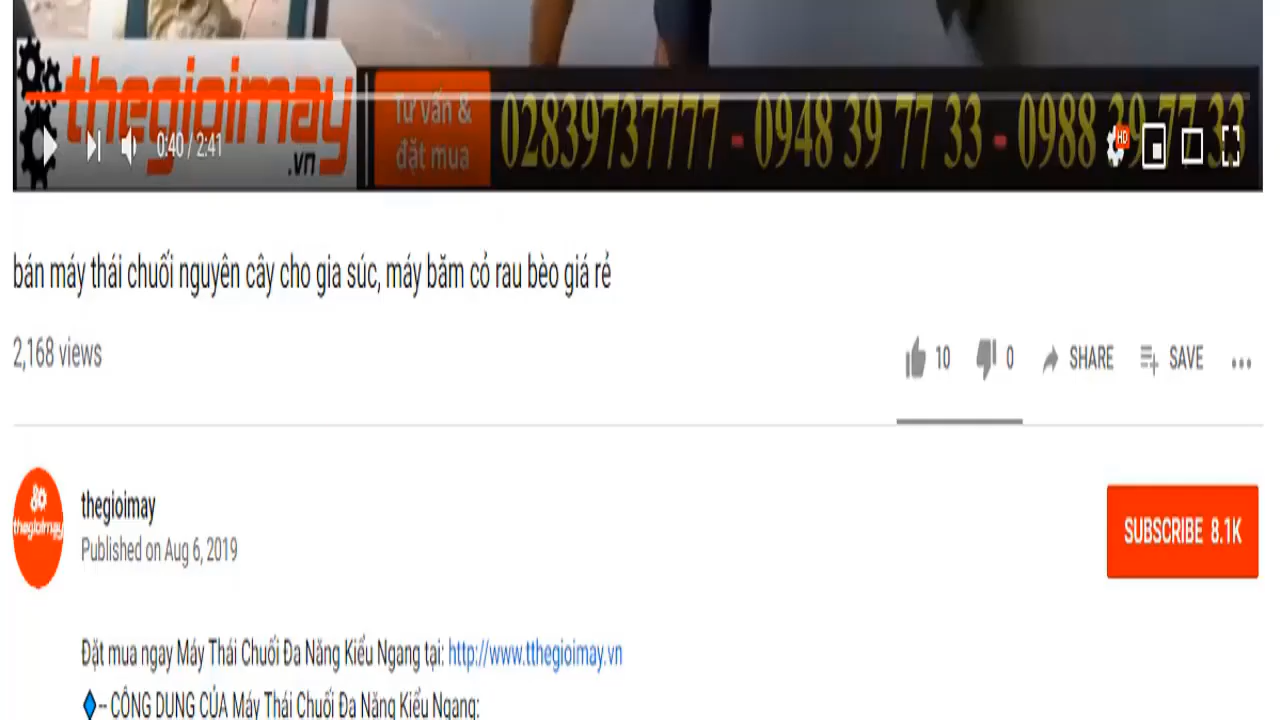 thegioimay
.vn
Tư vấn &
đặt mua
02839737777 - 0948 39 77 33 - 0988 39 77 33
0:40 / 2:41
HD
bán máy thái chuối nguyên cây cho gia súc, máy băm cỏ rau bèo giá rẻ
2,168 views
10 0 SHARE SAVE
thegioimay
thegioimay
Published on Aug 6, 2019
SUBSCRIBE 8.1K
Đặt mua ngay Máy Thái Chuối Đa Năng Kiểu Ngang tại: http://www.tthegioimay.vn
-- CÔNG DỤNG CỦA Máy Thái Chuối Đa Năng Kiểu Ngang: